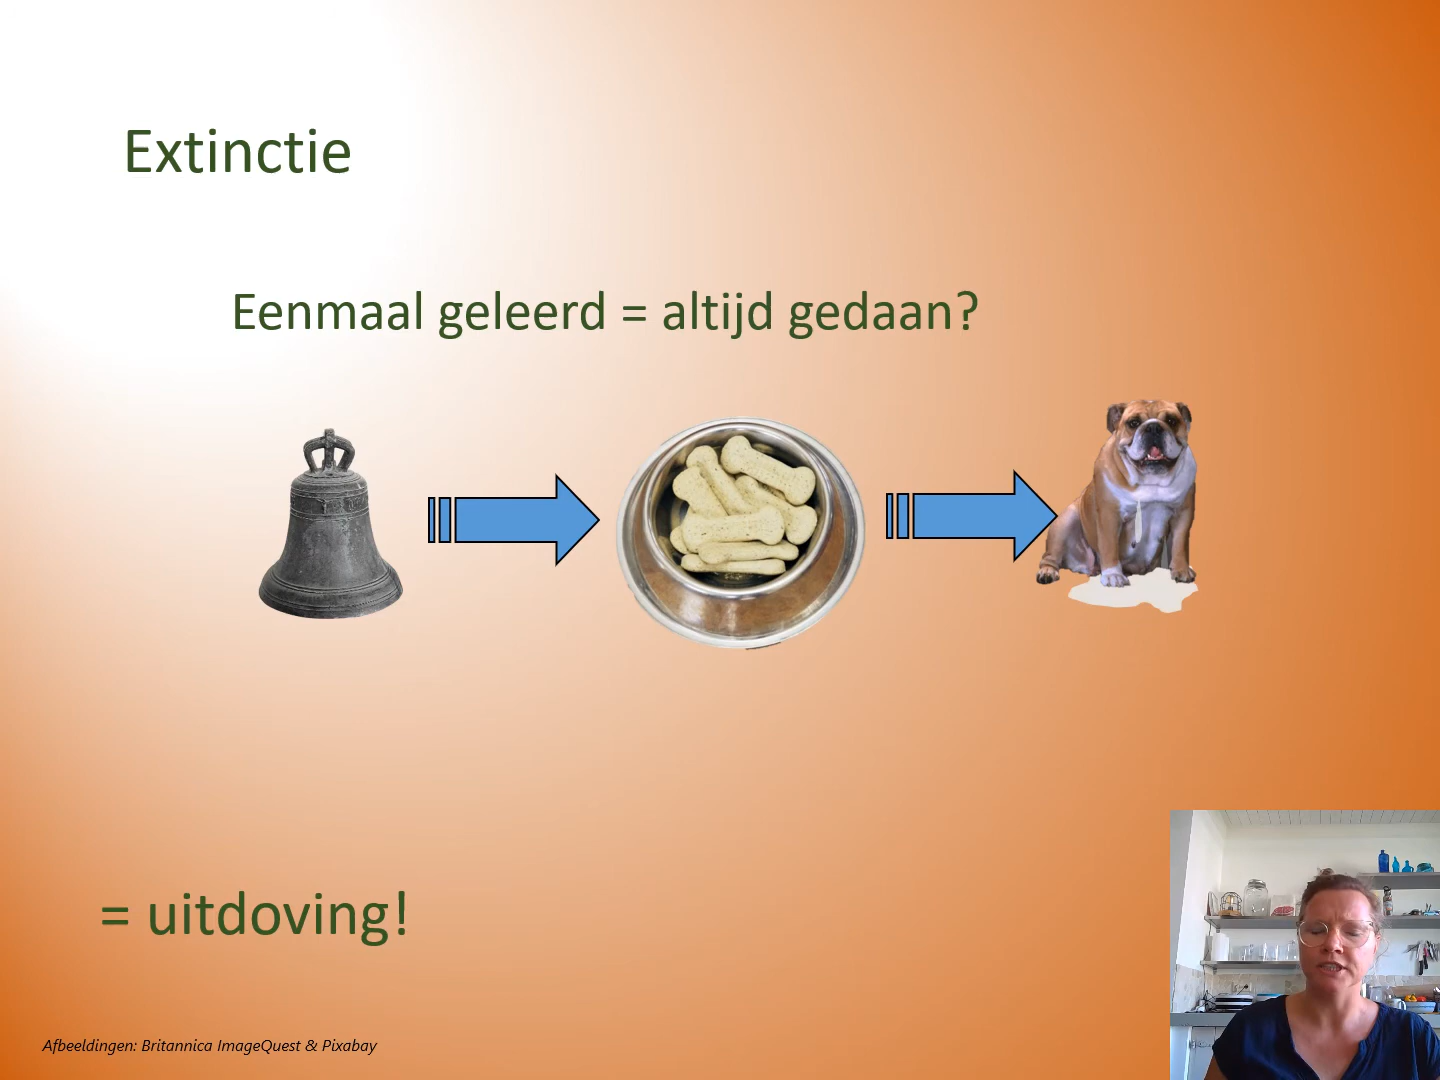 Extinctie
Eenmaal geleerd = altijd gedaan?
= uitdoving!
Afbeeldingen: Britannica ImageQuest & Pixabay